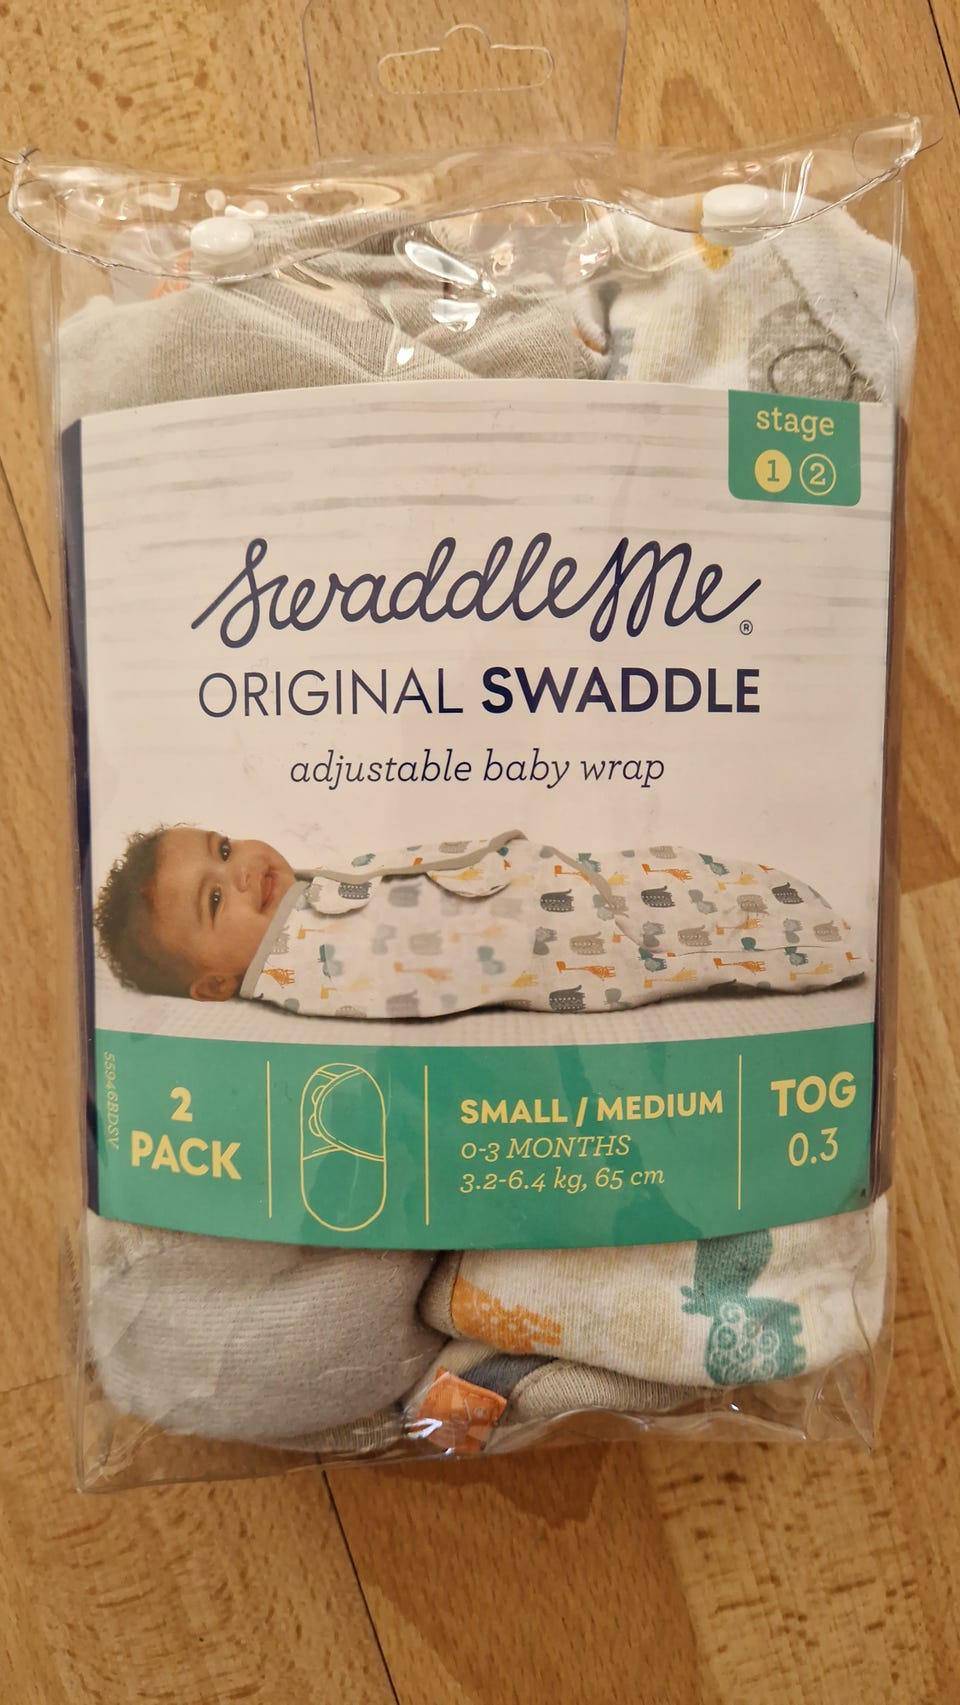 stage
1 2
SwaddleMe®
ORIGINAL SWADDLE
adjustable baby wrap
55946BDSV
2
PACK
SMALL / MEDIUM
0-3 MONTHS
3.2-6.4 kg, 65 cm
TOG
0.3